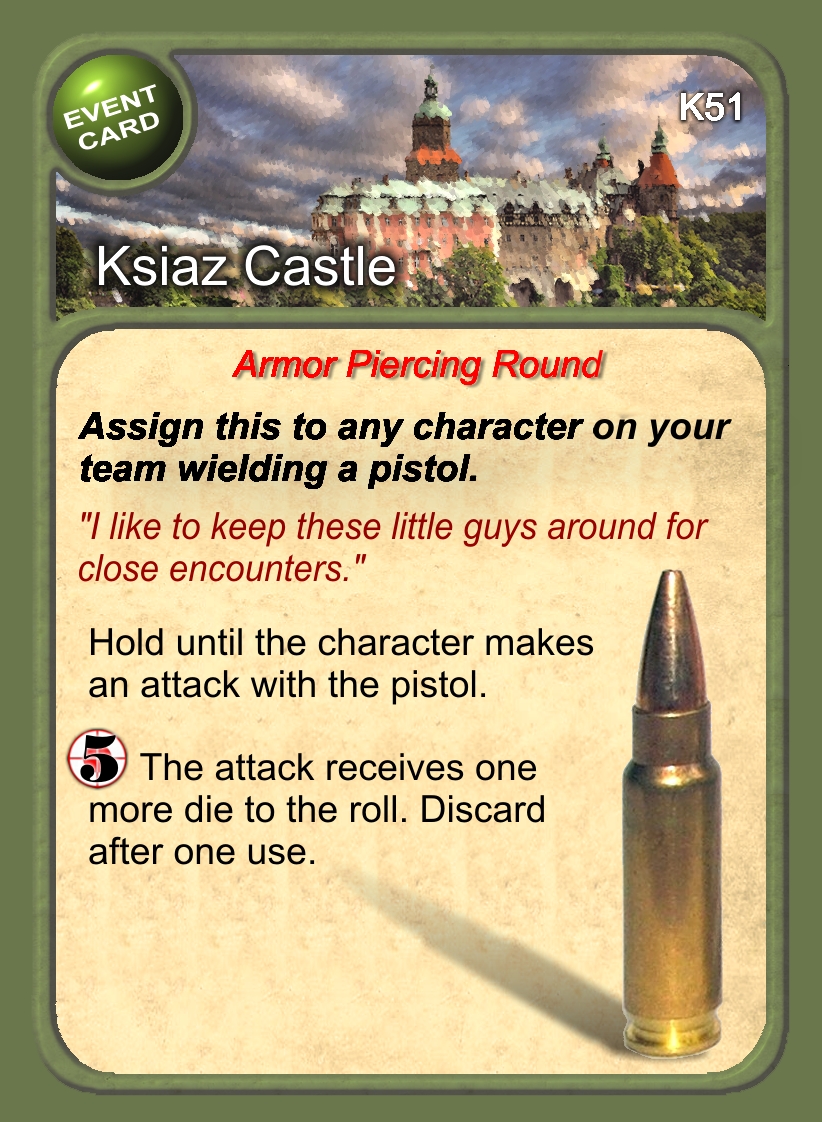 EVENT
CARD
K51
Ksiaz Castle
Armor Piercing Round
Assign this to any character on your
team wielding a pistol.
"I like to keep these little guys around for
close encounters."
Hold until the character makes
an attack with the pistol.
5 The attack receives one
more die to the roll. Discard
after one use.